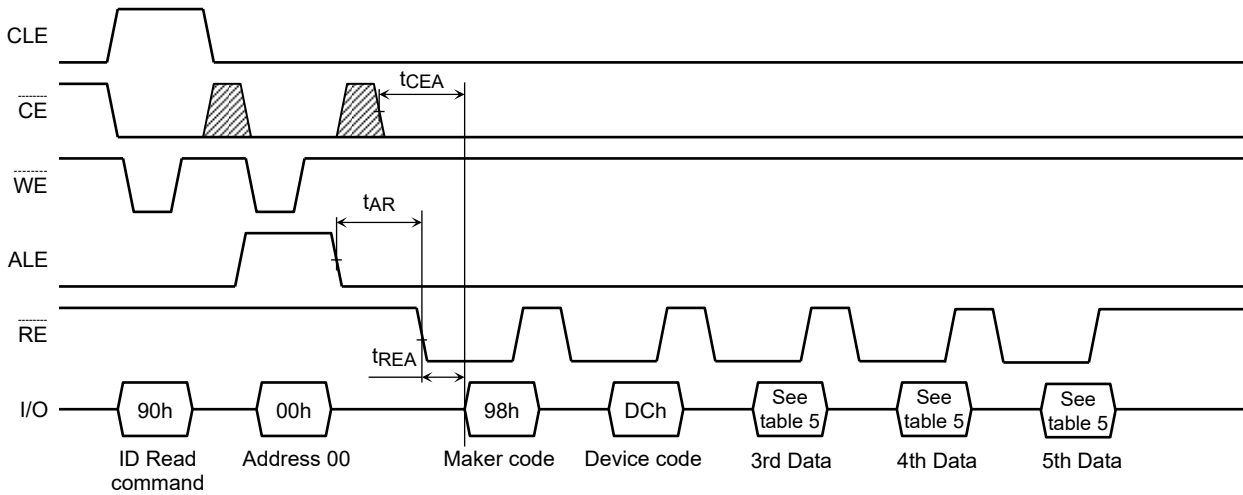 CLE
CE
tCEA
WE
tAR
ALE
RE
tREA
I/O
90h
00h
98h
DCh
See
table 5
See
table 5
See
table 5
ID Read
command
Address 00
Maker code
Device code
3rd Data
4th Data
5th Data